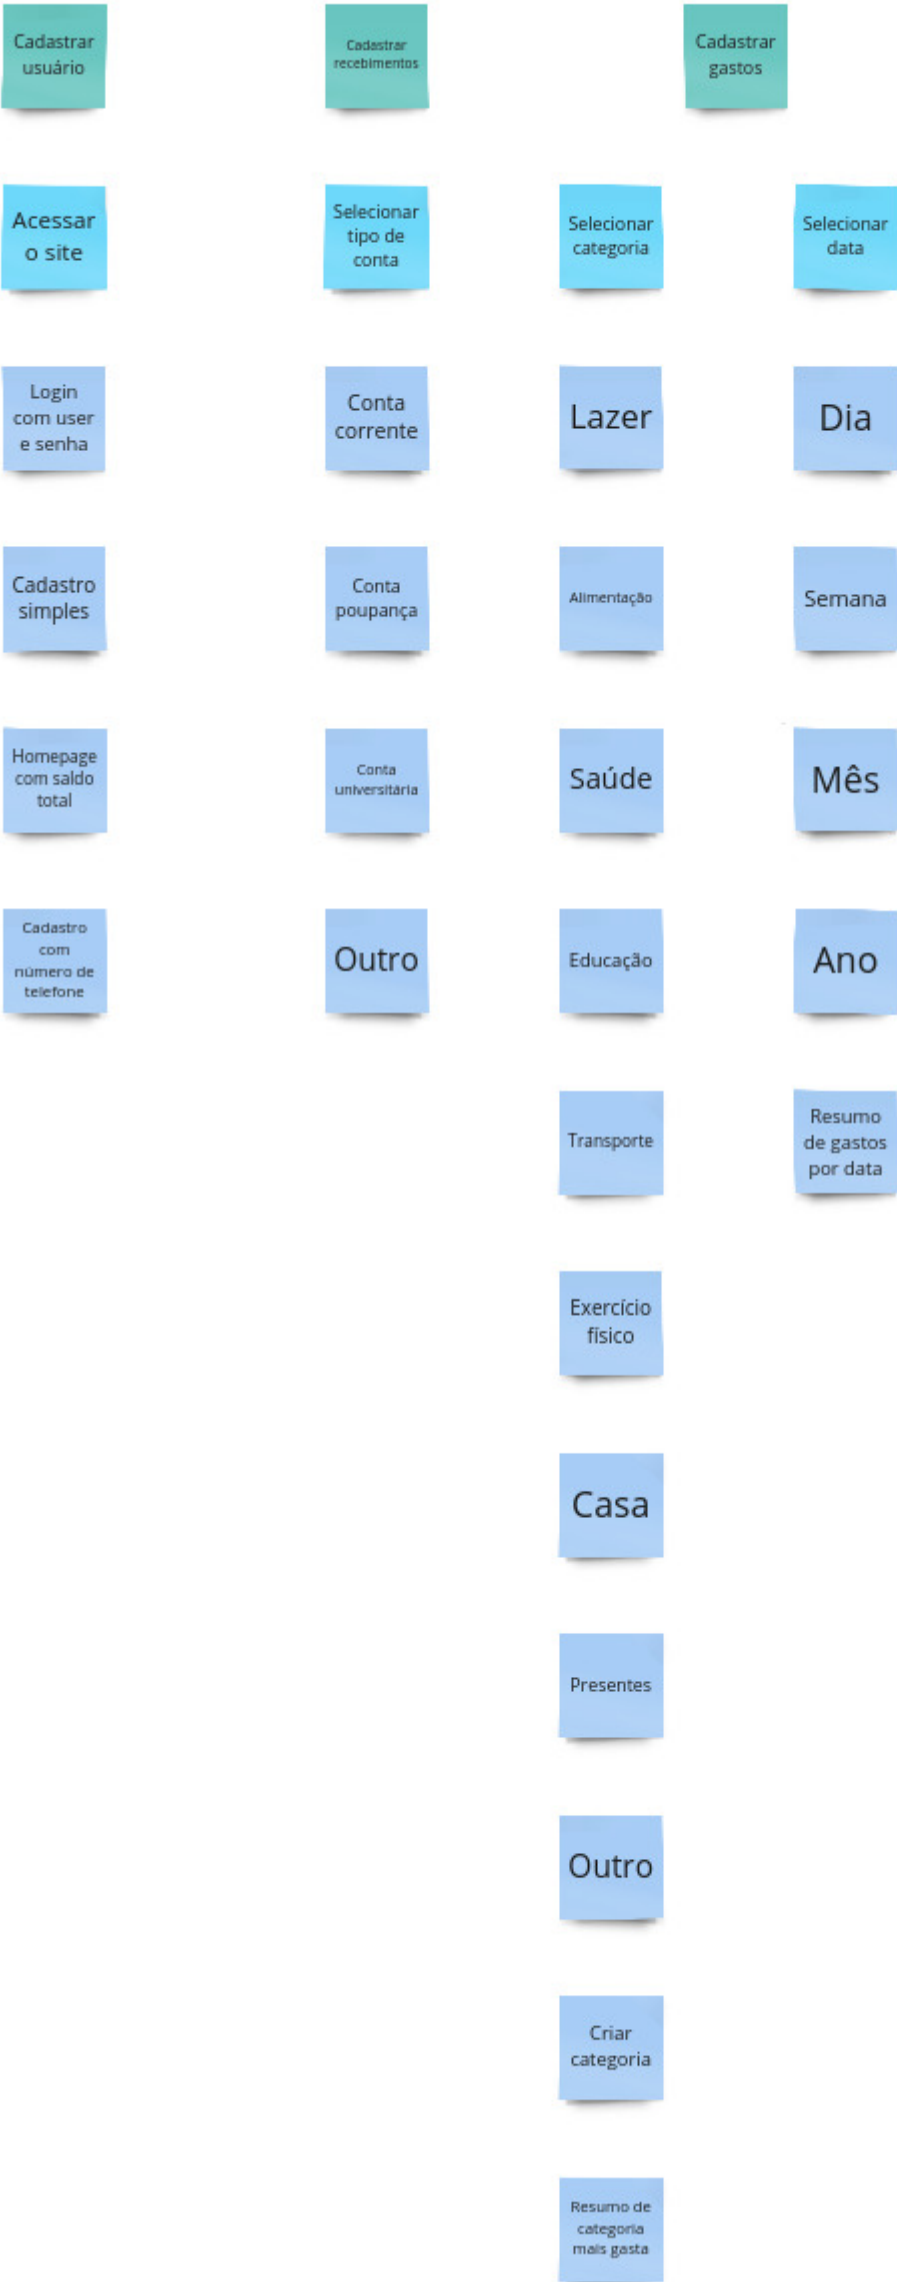 Cadastrar
usuário
Cadastrar
recebimentos
Cadastrar
gastos
Acessar
o site
Selecionar
tipo de
conta
Selecionar
categoria
Selecionar
data
Login
com user
e senha
Conta
corrente
Lazer
Dia
Cadastro
simples
Conta
poupança
Alimentação
Semana
Homepage
com saldo
total
Conta
universitária
Saúde
Mês
Cadastro
com
número de
telefone
Outro
Educação
Ano
Transporte
Resumo
de gastos
por data
Exercício
físico
Casa
Presentes
Outro
Criar
categoria
Resumo de
categoria
mais gasta